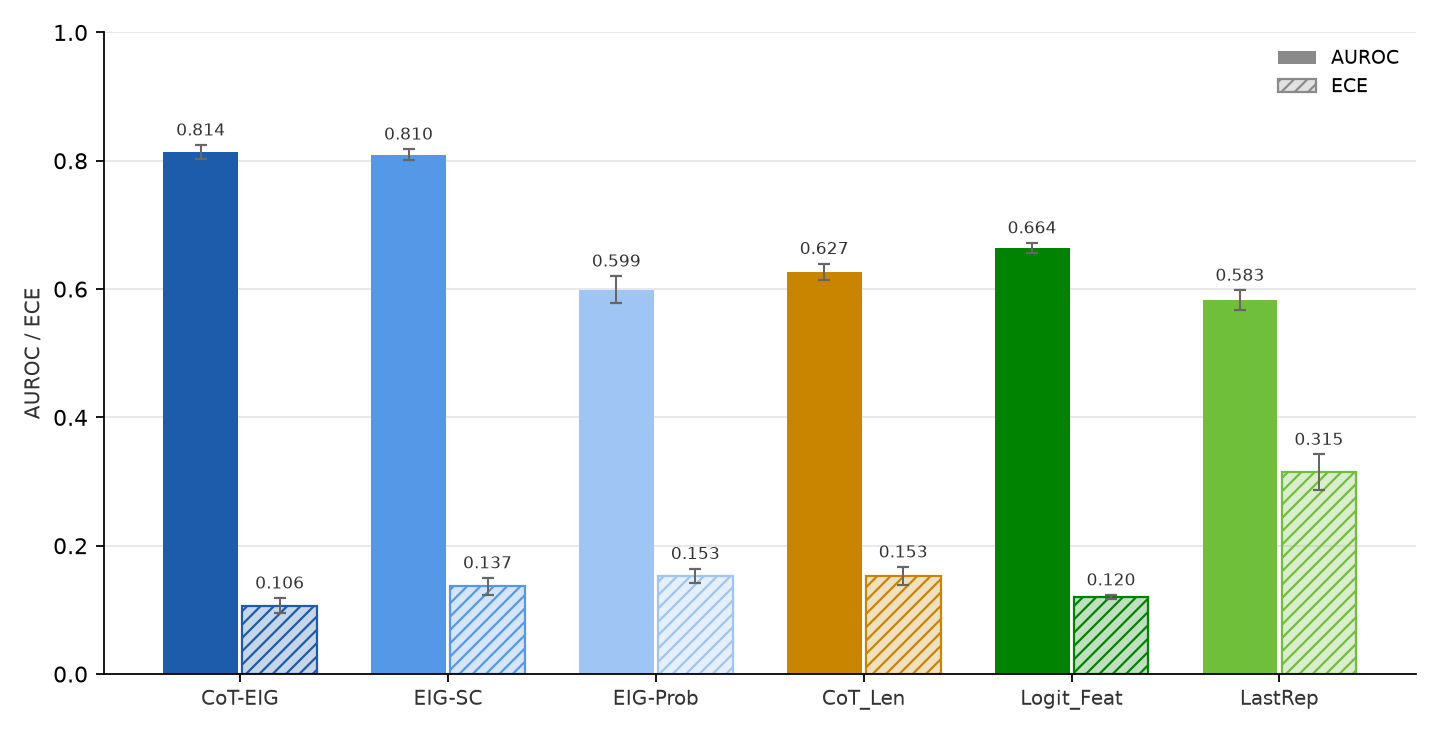 1.0
0.8
0.6
0.4
0.2
0.0
AUROC / ECE
AUROC
ECE
0.814
0.106
0.810
0.137
0.599
0.153
0.627
0.153
0.664
0.120
0.583
0.315
CoT-EIG
EIG-SC
EIG-Prob
CoT_Len
Logit_Feat
LastRep